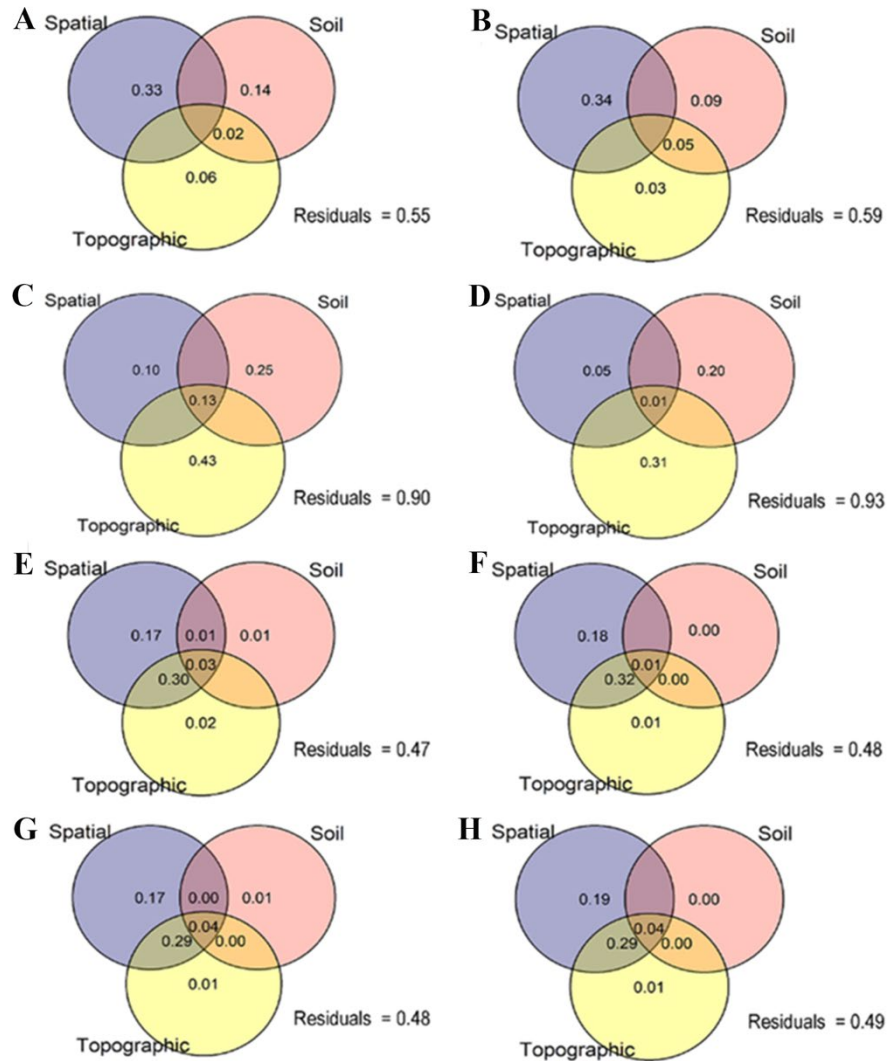 A
Spatial
Soil
0.33
0.14
0.02
0.06
Residuals = 0.55
Topographic
B
Spatial
Soil
0.34
0.09
0.05
0.03
Residuals = 0.59
Topographic
C
Spatial
Soil
0.10
0.25
0.13
0.43
Residuals = 0.90
Topographic
D
Spatial
Soil
0.05
0.20
0.01
0.31
Residuals = 0.93
Topographic
E
Spatial
Soil
0.17
0.01
0.01
0.03
0.30
0.02
Residuals = 0.47
Topographic
F
Spatial
Soil
0.18
0.00
0.01
0.32
0.00
0.01
Residuals = 0.48
Topographic
G
Spatial
Soil
0.17
0.00
0.01
0.04
0.29
0.00
0.01
Residuals = 0.48
Topographic
H
Spatial
Soil
0.19
0.00
0.04
0.29
0.00
0.01
Residuals = 0.49
Topographic